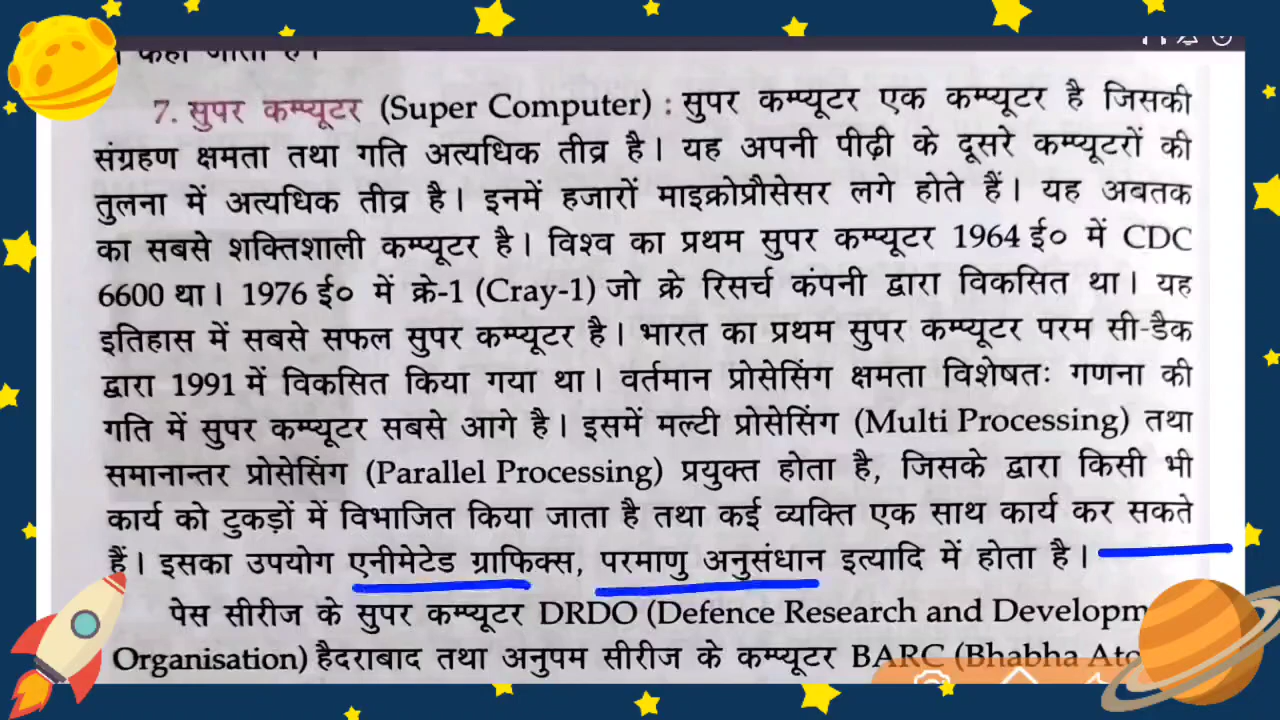 कहा जाता है।
7. सुपर कम्प्यूटर (Super Computer) : सुपर कम्प्यूटर एक कम्प्यूटर है जिसकी
संग्रहण क्षमता तथा गति अत्यधिक तीव्र है। यह अपनी पीढ़ी के दूसरे कम्प्यूटरों की
तुलना में अत्यधिक तीव्र है। इनमें हजारों माइक्रोप्रौसेसर लगे होते हैं। यह अबतक
का सबसे शक्तिशाली कम्प्यूटर है। विश्व का प्रथम सुपर कम्प्यूटर 1964 ई० में CDC
6600 था। 1976 ई० में क्रे-1 (Cray-1) जो क्रे रिसर्च कंपनी द्वारा विकसित था। यह
इतिहास में सबसे सफल सुपर कम्प्यूटर है। भारत का प्रथम सुपर कम्प्यूटर परम सी-डैक
द्वारा 1991 में विकसित किया गया था। वर्तमान प्रोसेसिंग क्षमता विशेषतः गणना की
गति में सुपर कम्प्यूटर सबसे आगे है। इसमें मल्टी प्रोसेसिंग (Multi Processing) तथा
समानान्तर प्रोसेसिंग (Parallel Processing) प्रयुक्त होता है, जिसके द्वारा किसी भी
कार्य को टुकड़ों में विभाजित किया जाता है तथा कई व्यक्ति एक साथ कार्य कर सकते
हैं। इसका उपयोग एनीमेटेड ग्राफिक्स, परमाणु अनुसंधान इत्यादि में होता है।
पेस सीरीज के सुपर कम्प्यूटर DRDO (Defence Research and Developm
Organisation) हैदराबाद तथा अनुपम सीरीज के कम्प्यूटर BARC (Bhabha Ato